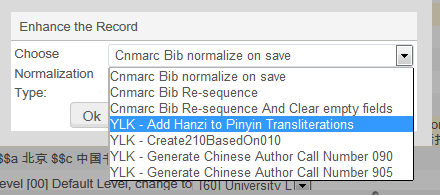 Enhance the Record
Choose Normalization Type:
Cnmarc Bib normalize on save
Cnmarc Bib normalize on save
Cnmarc Bib Re-sequence
Cnmarc Bib Re-sequence And Clear empty fields
YLK - Add Hanzi to Pinyin Transliterations
YLK - Create210BasedOn010
YLK - Generate Chinese Author Call Number 090
YLK - Generate Chinese Author Call Number 905
Ok
$$a 北京 $$c 中国
evel [00] Default Level, change to [60] University L